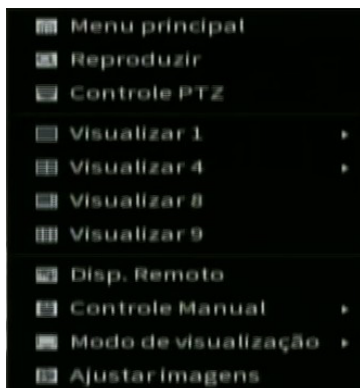 Menu principal
Reproduzir
Controle PTZ
Visualizar 1
Visualizar 4
Visualizar 8
Visualizar 9
Disp. Remoto
Controle Manual
Modo de visualização
Ajustar imagens